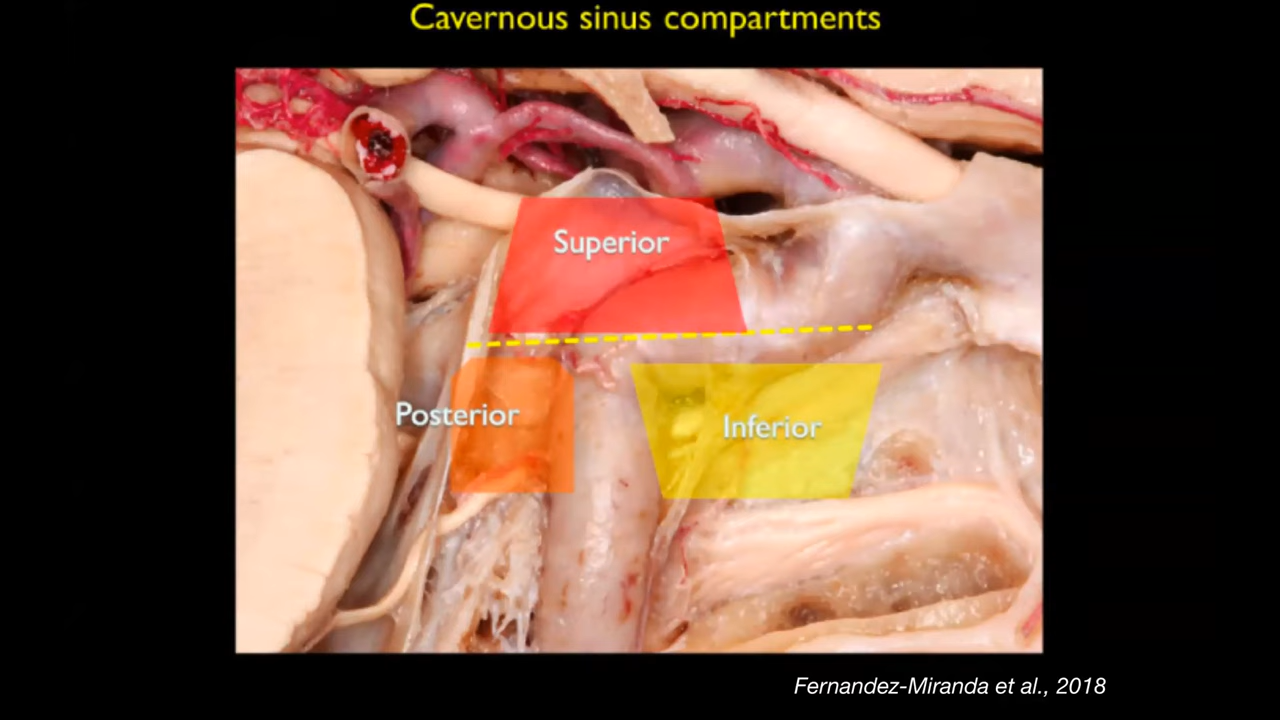 Cavernous sinus compartments
Superior
Posterior
Inferior
Fernandez-Miranda et al., 2018